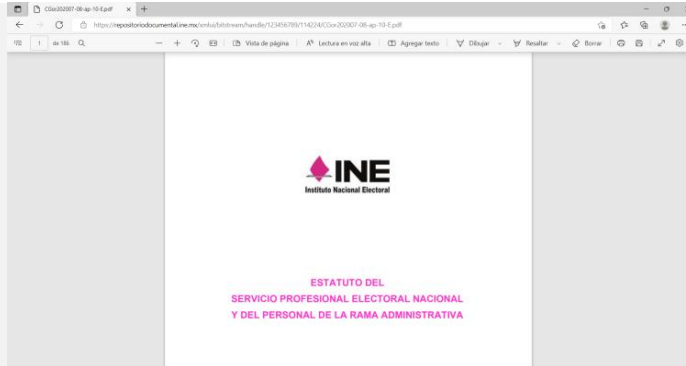 CGor202007-08-ap-10-E.pdf
https://repositoriodocumental.ine.mx/xmlui/bitstream/handle/123456789/114224/CGor202007-08-ap-10-E.pdf
1 de 186 Vista de página Lectura en voz alta Agregar texto Dibujar Resaltar Borrar
INE
Instituto Nacional Electoral
ESTATUTO DEL
SERVICIO PROFESIONAL ELECTORAL NACIONAL
Y DEL PERSONAL DE LA RAMA ADMINISTRATIVA